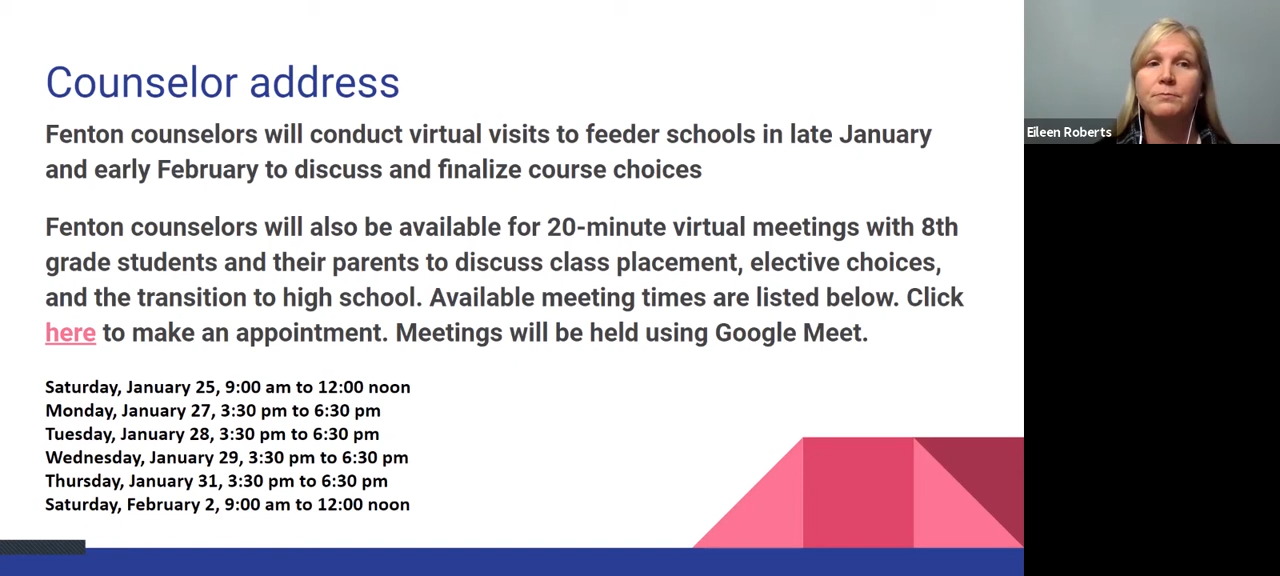 Counselor address
Fenton counselors will conduct virtual visits to feeder schools in late January
and early February to discuss and finalize course choices
Fenton counselors will also be available for 20-minute virtual meetings with 8th
grade students and their parents to discuss class placement, elective choices,
and the transition to high school. Available meeting times are listed below. Click
here to make an appointment. Meetings will be held using Google Meet.
Saturday, January 25, 9:00 am to 12:00 noon
Monday, January 27, 3:30 pm to 6:30 pm
Tuesday, January 28, 3:30 pm to 6:30 pm
Wednesday, January 29, 3:30 pm to 6:30 pm
Thursday, January 31, 3:30 pm to 6:30 pm
Saturday, February 2, 9:00 am to 12:00 noon
Eileen Roberts